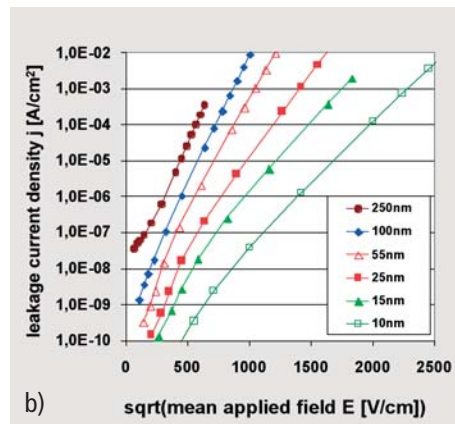 leakage current density j [A/cm²]
1,0E-02
1,0E-03
1,0E-04
1,0E-05
1,0E-06
1,0E-07
1,0E-08
1,0E-09
1,0E-10
250nm
100nm
55nm
25nm
15nm
10nm
0 500 1000 1500 2000 2500
b) sqrt(mean applied field E [V/cm])